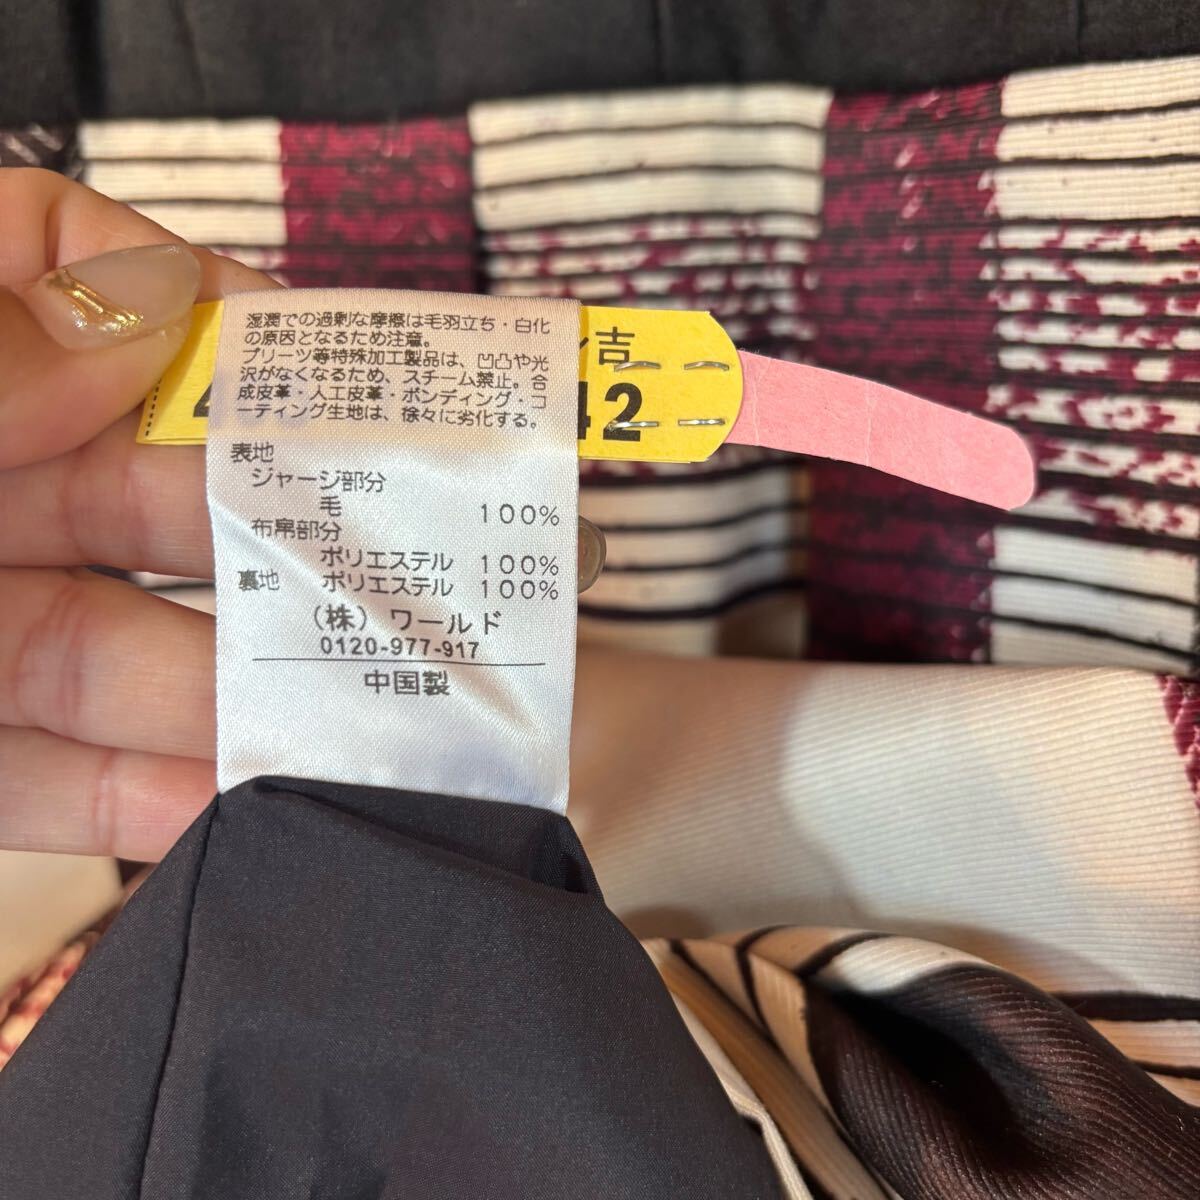 湿潤での過剰な摩擦は毛羽立ち・白化
の原因となるため注意。
プリーツ等特殊加工製品は、凹凸や光
沢がなくなるため、スチーム禁止。合
成皮革・人工皮革・ボンディング・コ
ーティング生地は、徐々に劣化する。
表地
ジャージ部分
毛 100%
布帛部分
ポリエステル 100%
裏地 ポリエステル 100%
(株)ワールド
0120-977-917
中国製
吉
42